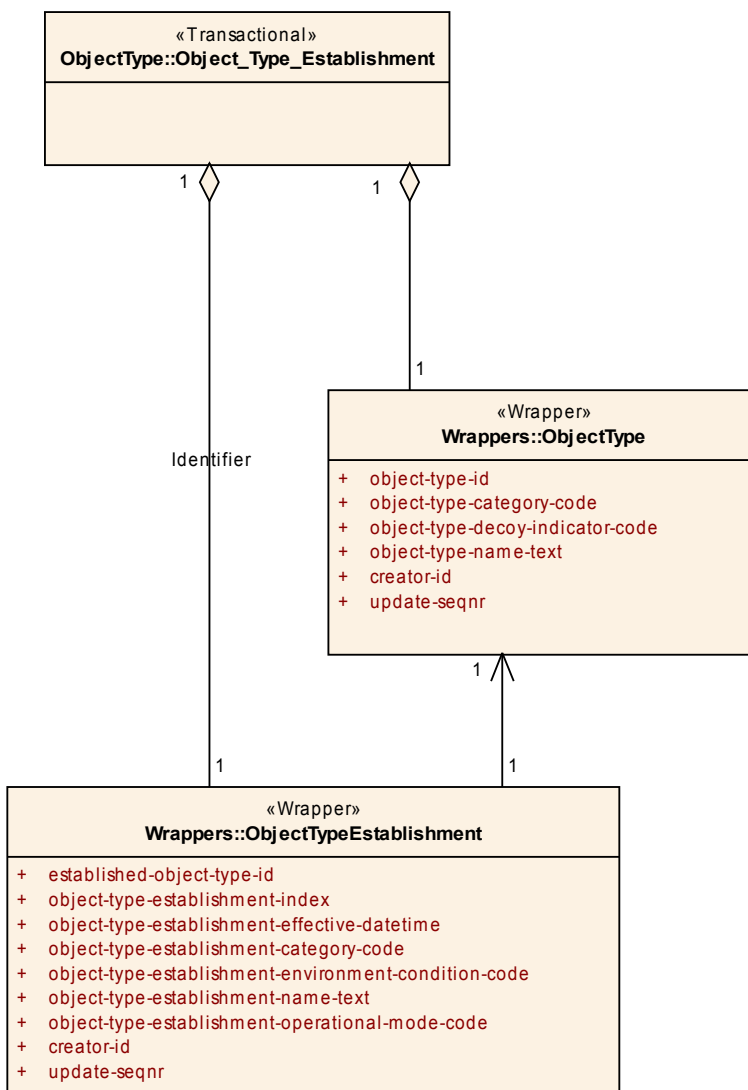 «Transactional»
ObjectType::Object_Type_Establishment
1
1
1
«Wrapper»
Wrappers::ObjectType
+ object-type-id
+ object-type-category-code
+ object-type-decoy-indicator-code
+ object-type-name-text
+ creator-id
+ update-seqnr
Identifier
1
1
1
«Wrapper»
Wrappers::ObjectTypeEstablishment
+ established-object-type-id
+ object-type-establishment-index
+ object-type-establishment-effective-datetime
+ object-type-establishment-category-code
+ object-type-establishment-environment-condition-code
+ object-type-establishment-name-text
+ object-type-establishment-operational-mode-code
+ creator-id
+ update-seqnr